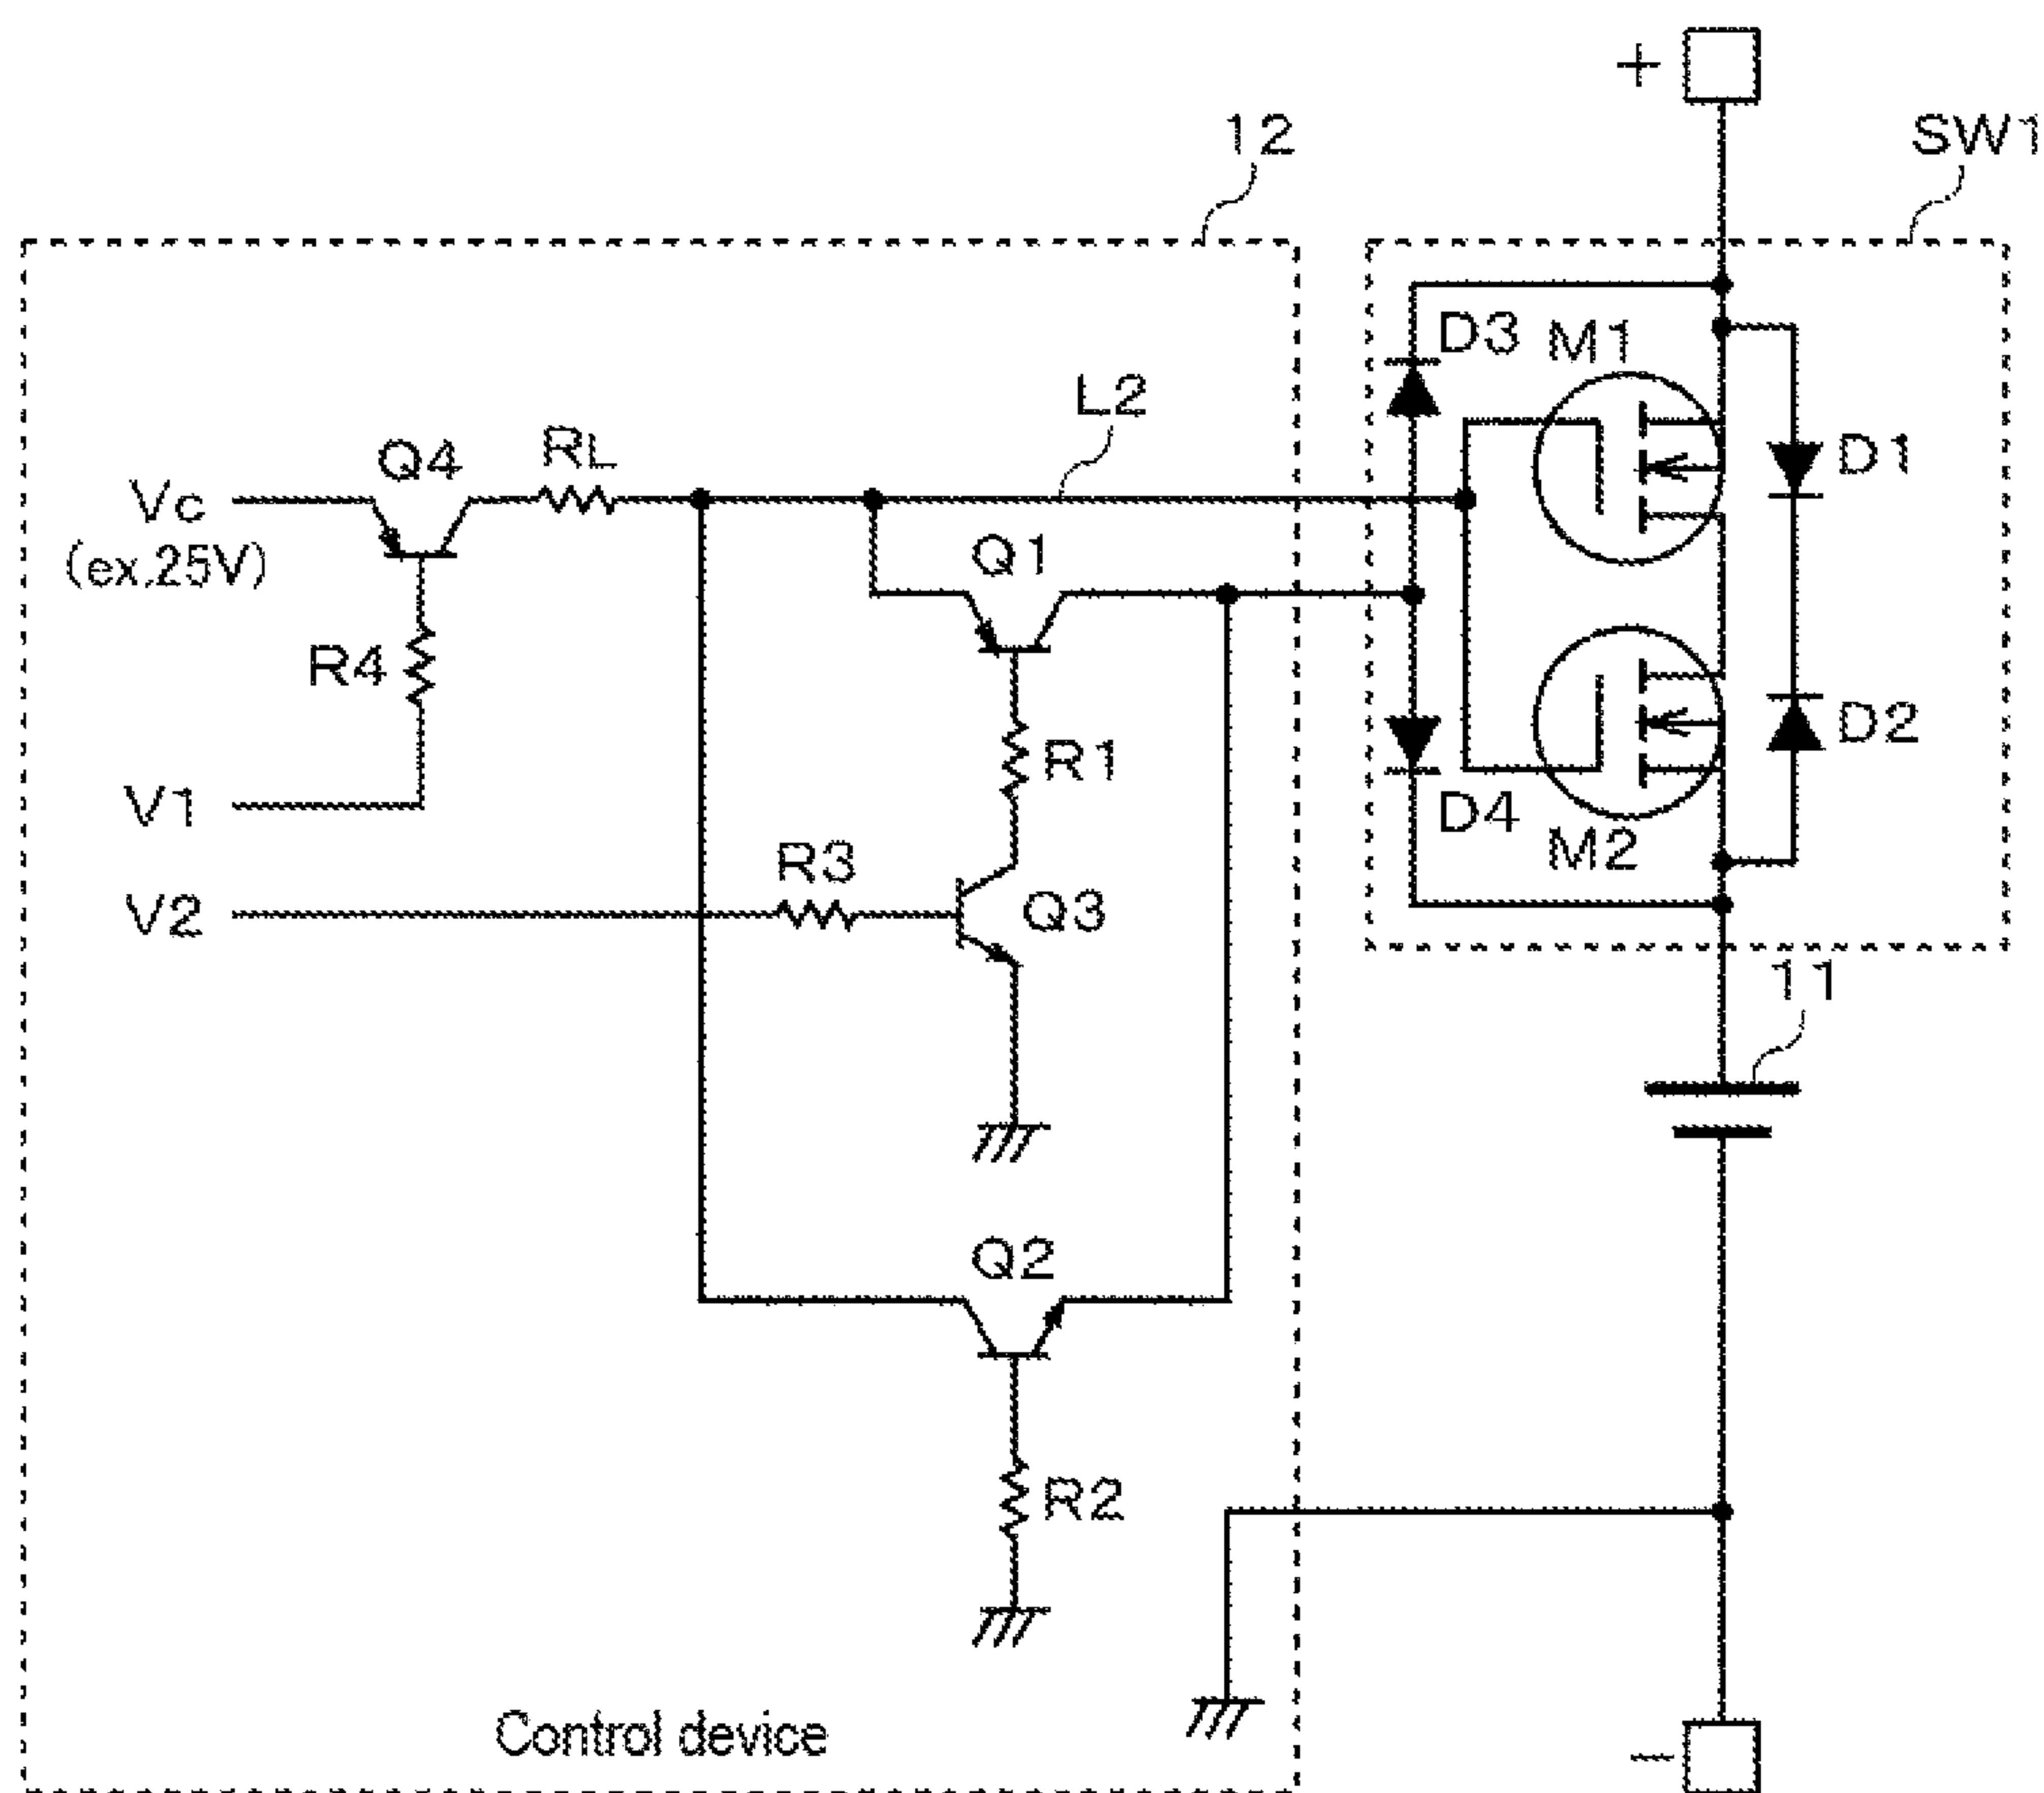 +
12
SW1
D3
M1
L2
D1
Q4
RL
Vc
(ex.25V)
Q1
R4
R1
D2
V1
D4
M2
R3
V2
Q3
11
Q2
R2
Control device
−